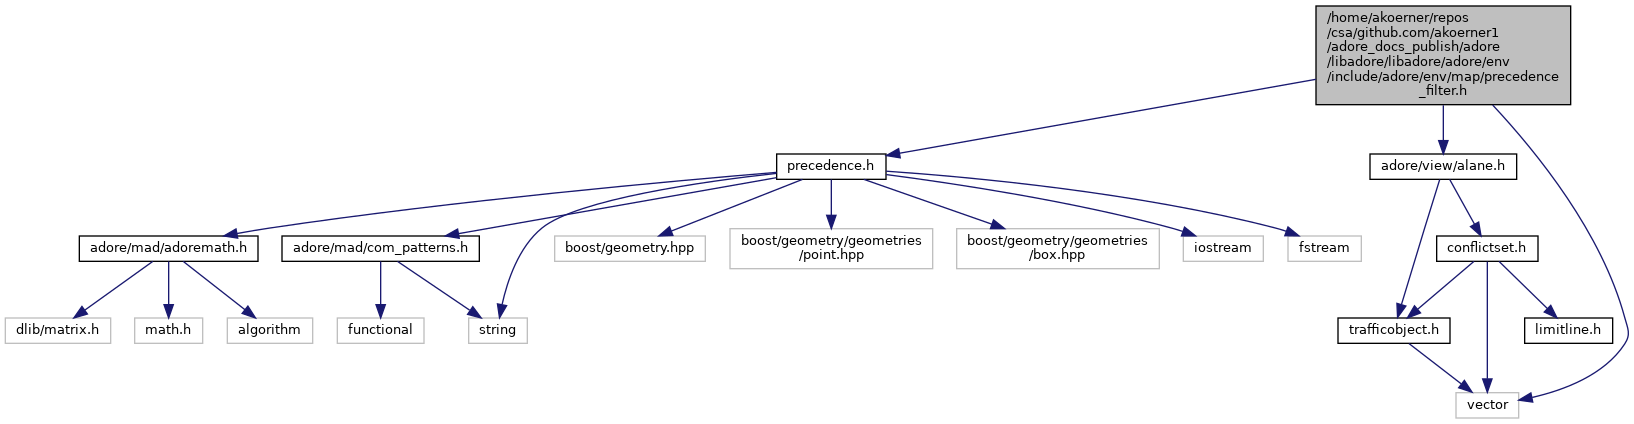 /home/akoerner/repos
/csa/github.com/akoerner1
/adore_docs_publish/adore
/libadore/libadore/adore/env
/include/adore/env/map/precedence
_filter.h
precedence.h
adore/view/alane.h
adore/mad/adoremath.h
adore/mad/com_patterns.h
boost/geometry.hpp
boost/geometry/geometries
/point.hpp
boost/geometry/geometries
/box.hpp
iostream
fstream
conflictset.h
dlib/matrix.h
math.h
algorithm
functional
string
trafficobject.h
limitline.h
vector